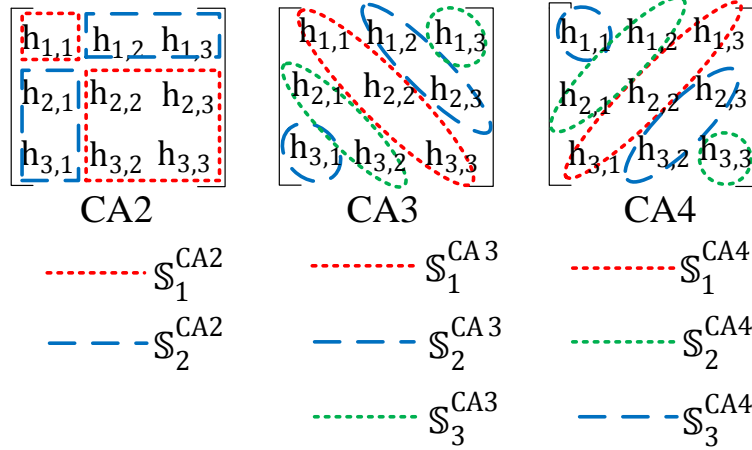 h1,1 h1,2 h1,3 h1,1 h1,2 h1,3 h1,1 h1,2 h1,3
h2,1 h2,2 h2,3 h2,1 h2,2 h2,3 h2,1 h2,2 h2,3
h3,1 h3,2 h3,3 h3,1 h3,2 h3,3 h3,1 h3,2 h3,3
CA2 CA3 CA4
𝕊1CA2 𝕊1CA3 𝕊1CA4
𝕊2CA2 𝕊2CA3 𝕊2CA4
𝕊3CA3 𝕊3CA4